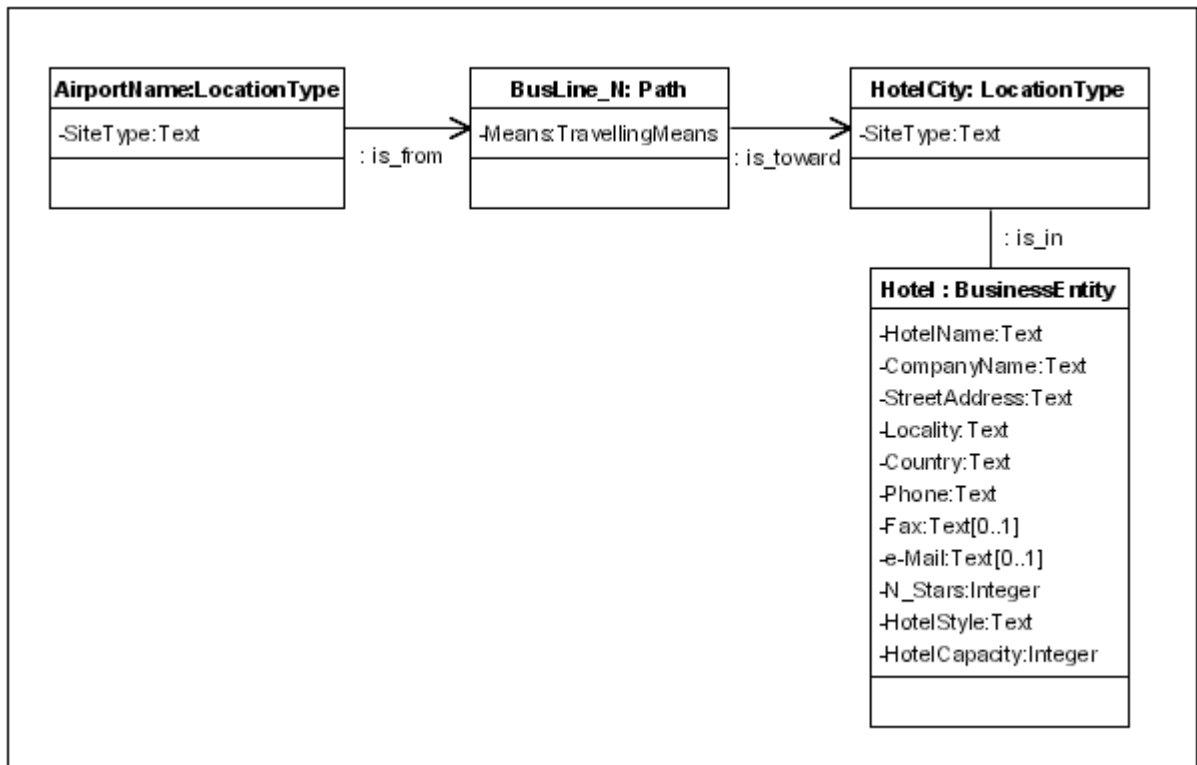 AirportName:LocationType
-SiteType:Text
: is_from
BusLine_N: Path
-Means:TravellingMeans
: is_toward
HotelCity: LocationType
-SiteType:Text
: is_in
Hotel : BusinessEntity
-HotelName:Text
-CompanyName:Text
-StreetAddress:Text
-Locality:Text
-Country:Text
-Phone:Text
-Fax:Text[0..1]
-e-Mail:Text[0..1]
-N_Stars:Integer
-HotelStyle:Text
-HotelCapacity:Integer